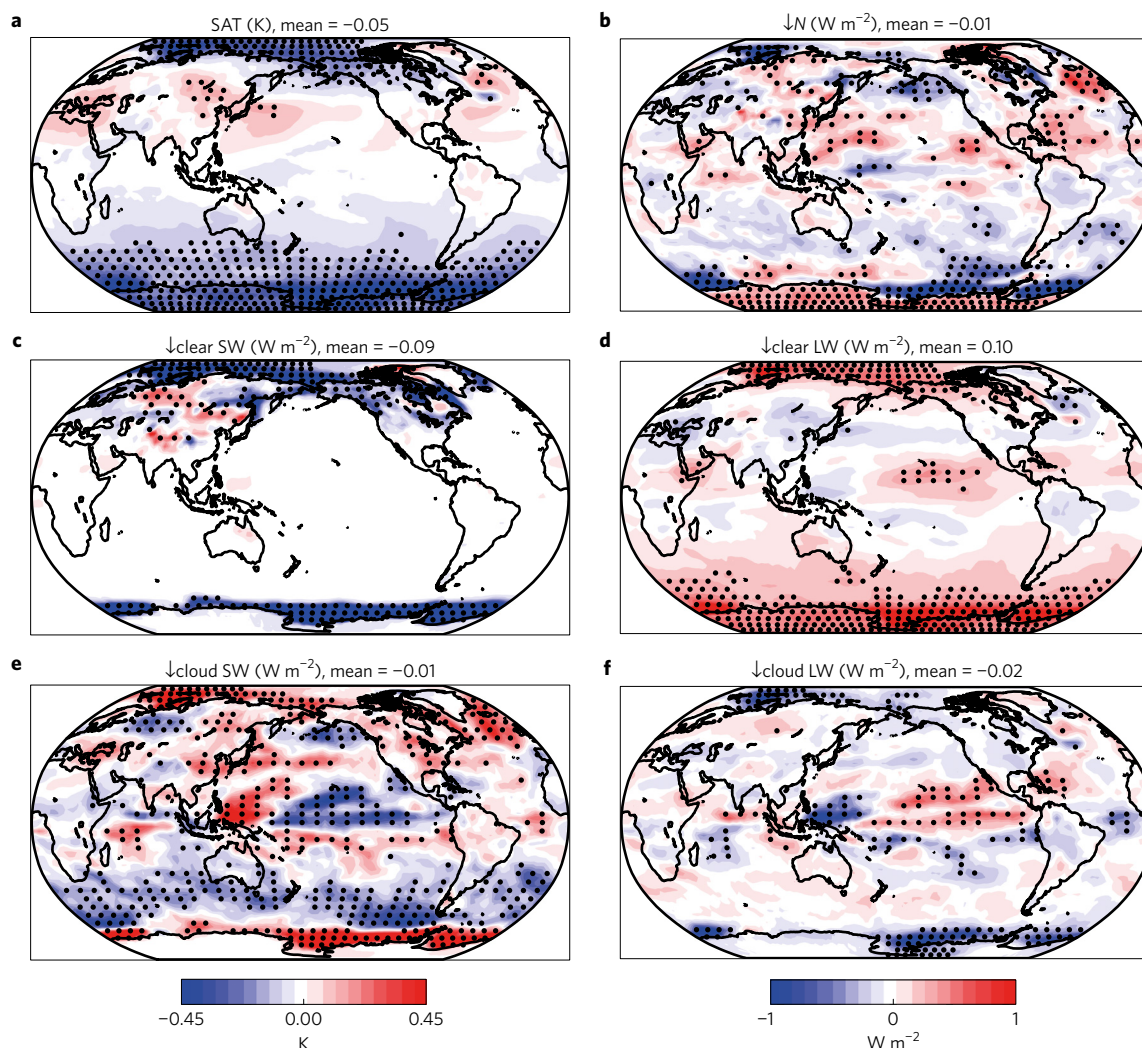 a
SAT (K), mean = −0.05
b
↓N (W m−2), mean = −0.01
c
↓clear SW (W m−2), mean = −0.09
d
↓clear LW (W m−2), mean = 0.10
e
↓cloud SW (W m−2), mean = −0.01
f
↓cloud LW (W m−2), mean = −0.02
−0.45 0.00 0.45
K
−1 0 1
W m−2